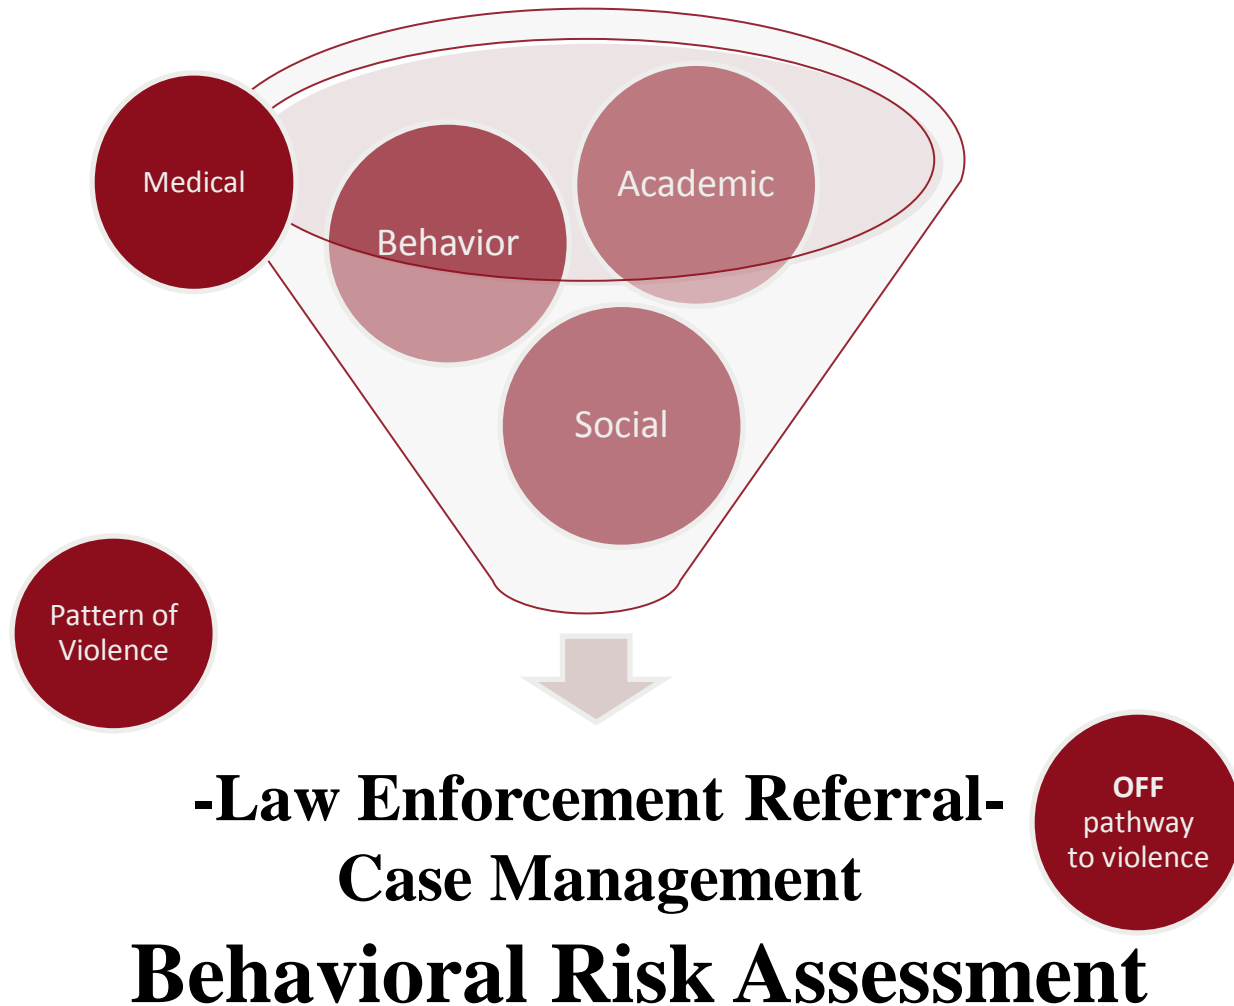 Medical
Academic
Behavior
Social
Pattern of
Violence
-Law Enforcement Referral-
Case Management
OFF
pathway
to violence
Behavioral Risk Assessment